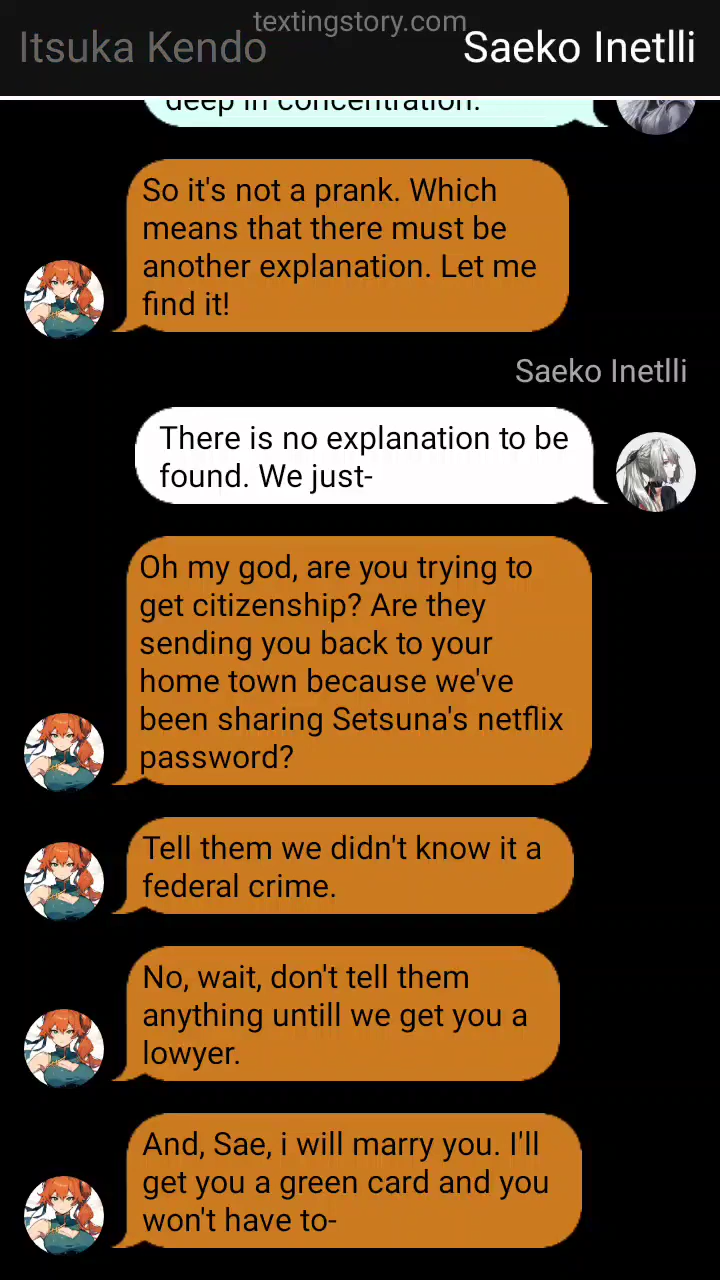 textingstory.com
Itsuka Kendo
Saeko Inetlli
deep in concentration.
So it's not a prank. Which
means that there must be
another explanation. Let me
find it!
Saeko Inetlli
There is no explanation to be
found. We just-
Oh my god, are you trying to
get citizenship? Are they
sending you back to your
home town because we've
been sharing Setsuna's netflix
password?
Tell them we didn't know it a
federal crime.
No, wait, don't tell them
anything untill we get you a
lowyer.
And, Sae, i will marry you. I'll
get you a green card and you
won't have to-